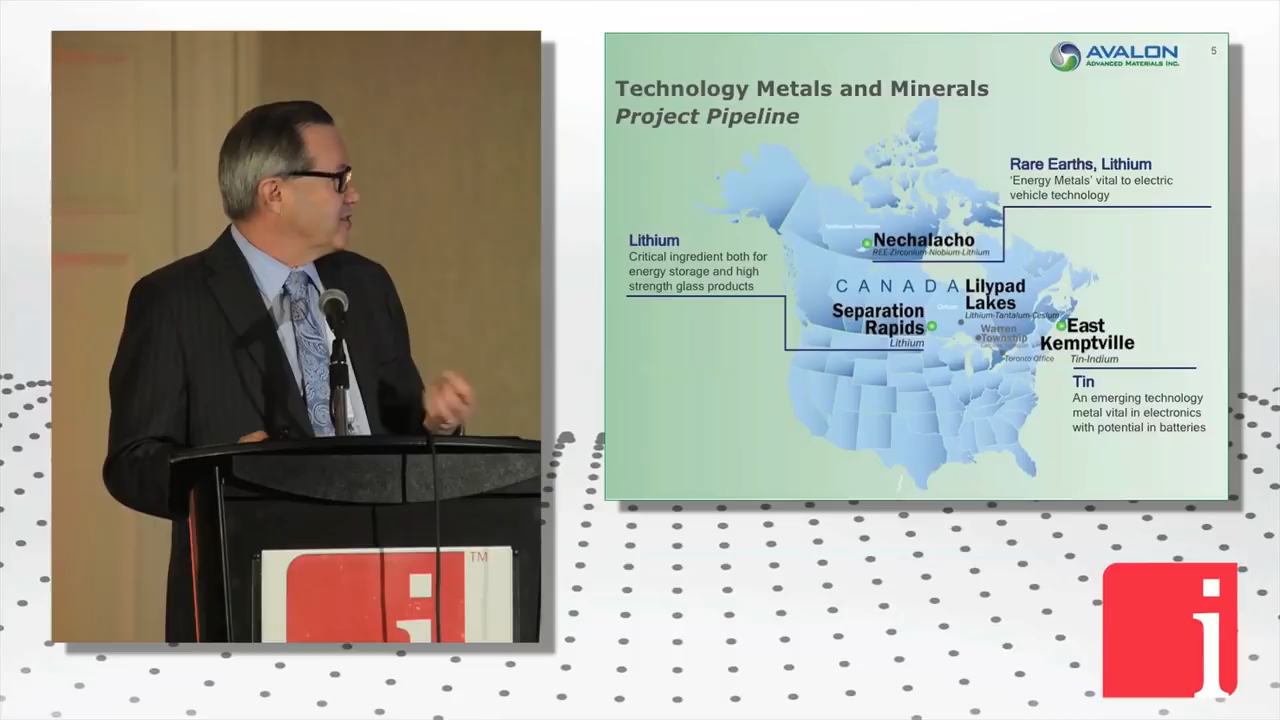 TM
i
AVALON
ADVANCED MATERIALS INC.
5
Technology Metals and Minerals
Project Pipeline
Rare Earths, Lithium
'Energy Metals' vital to electric
vehicle technology
Lithium
Critical ingredient both for
energy storage and high
strength glass products
Northwest Territories
Nechalacho
REE-Zirconium-Niobium-Lithium
CANADA
Lilypad
Lakes
Lithium-Tantalum-Cesium
Separation
Rapids
Lithium
Ontario
Warren
Township
East
Kemptville
Tin-Indium
Toronto Office
Tin
An emerging technology
metal vital in electronics
with potential in batteries
i